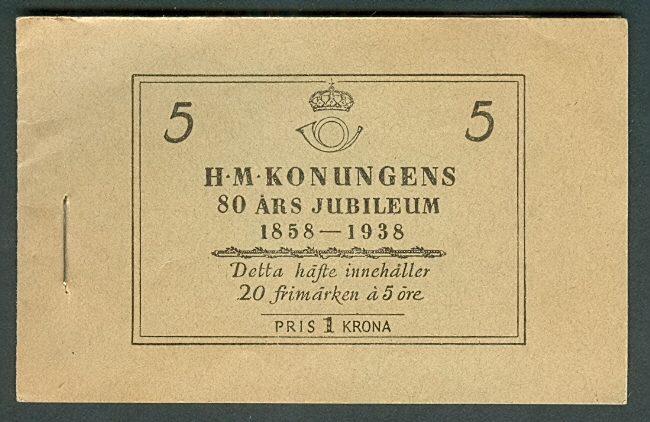 5 5
H·M·KONUNGENS
80 ÅRS JUBILEUM
1858—1938
Detta häfte innehåller
20 frimärken à 5 öre
PRIS 1 KRONA